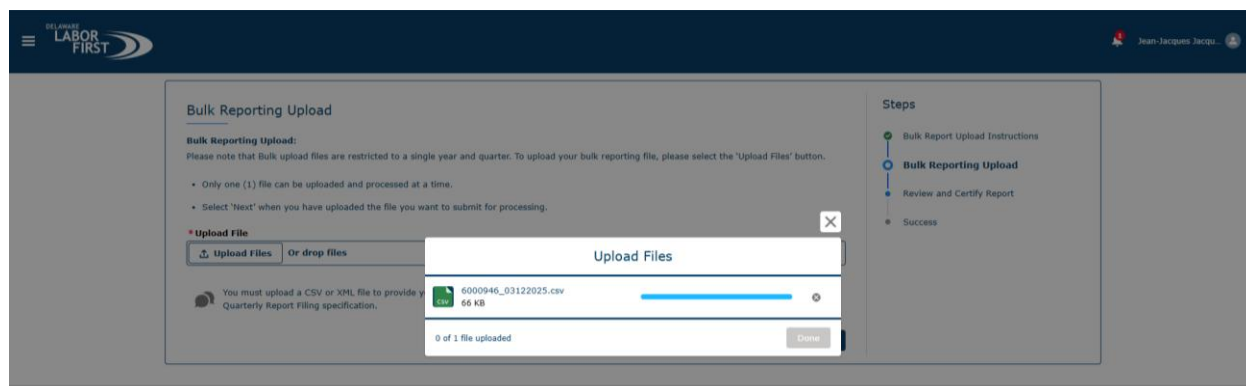 DELAWARE
LABOR
FIRST
1
Jean-Jacques Jacqu...
Bulk Reporting Upload
Bulk Reporting Upload:
Please note that Bulk upload files are restricted to a single year and quarter. To upload your bulk reporting file, please select the 'Upload Files' button.
• Only one (1) file can be uploaded and processed at a time.
• Select 'Next' when you have uploaded the file you want to submit for processing.
*Upload File
Upload Files Or drop files
You must upload a CSV or XML file to provide
Quarterly Report Filing specification.
Upload Files
CSV
6000946_03122025.csv
66 KB
0 of 1 file uploaded
Done
Steps
Bulk Report Upload Instructions
Bulk Reporting Upload
Review and Certify Report
Success